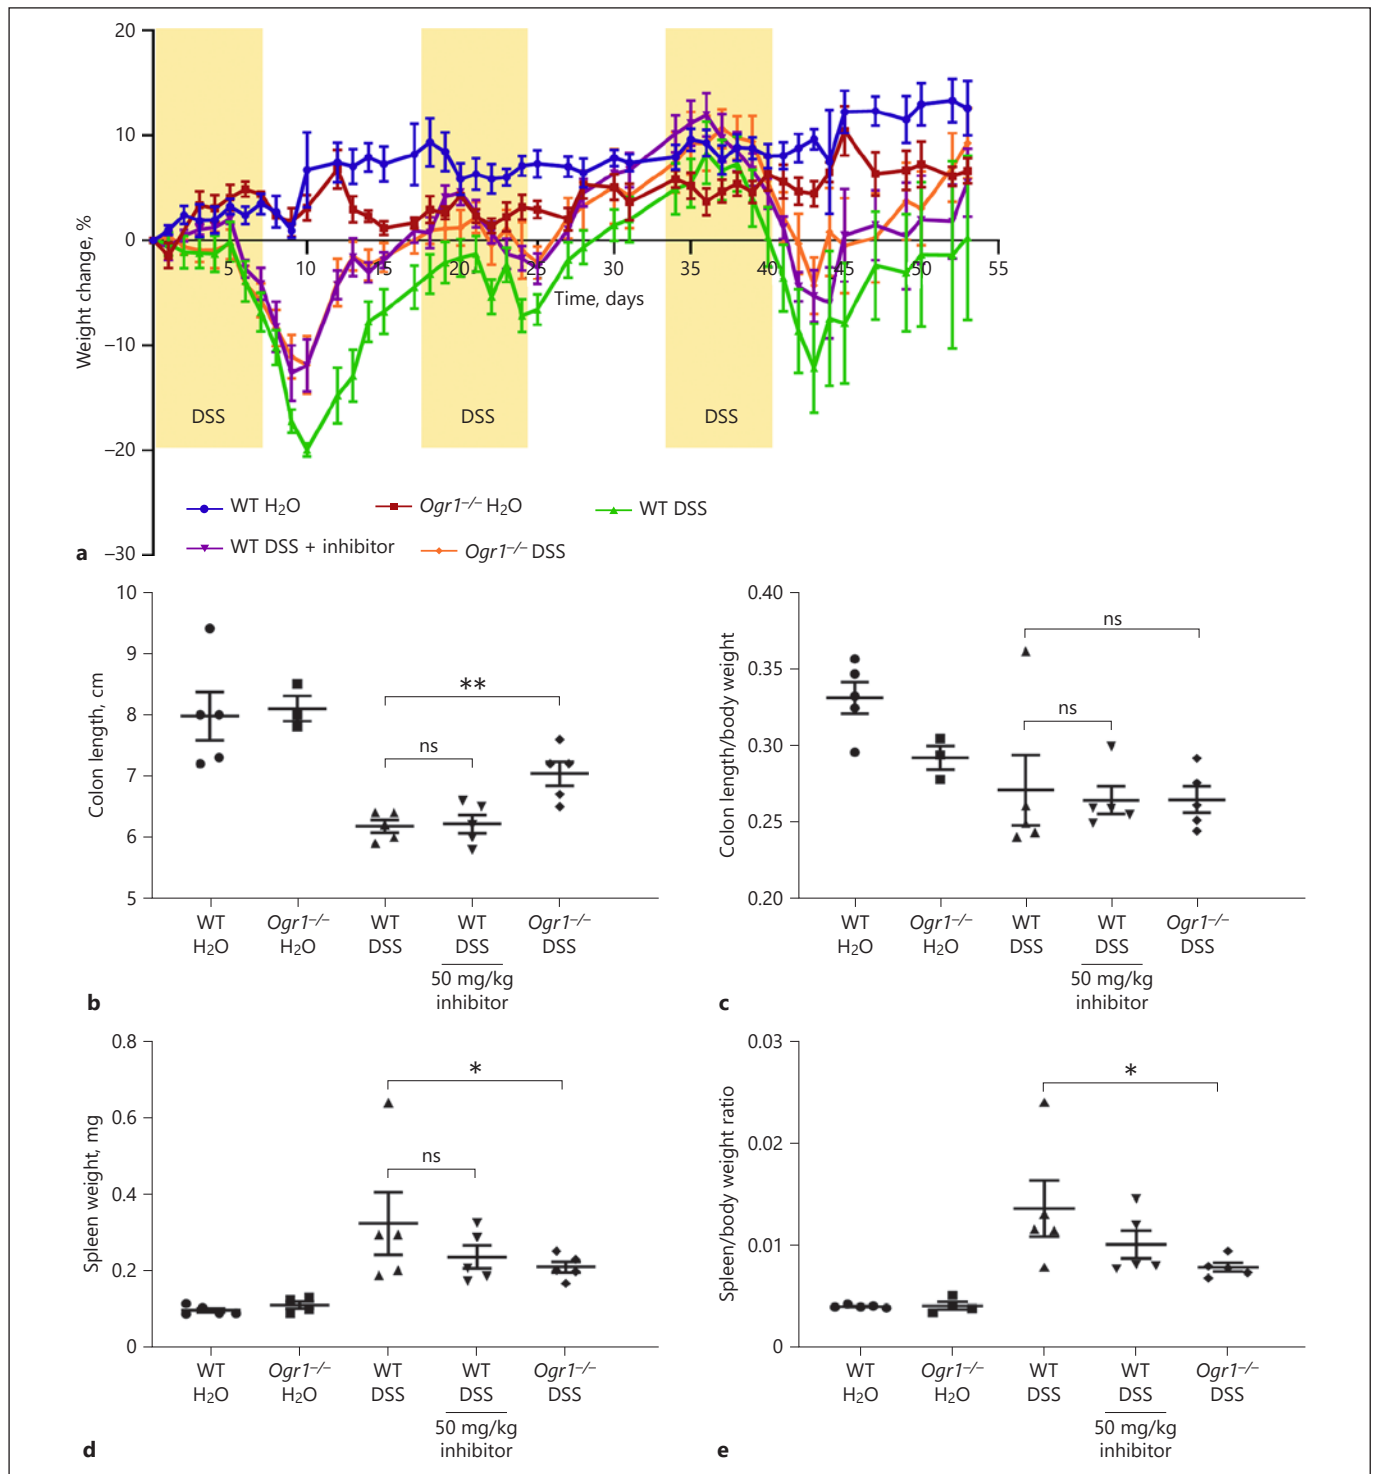 20
10
0
–10
–20
–30
Weight change, %
5 10 15 20 25 30 35 40 45 50 55
Time, days
DSS DSS DSS
WT H₂O Ogr1⁻/⁻ H₂O WT DSS
WT DSS + inhibitor Ogr1⁻/⁻ DSS
a
10
9
8
7
6
5
Colon length, cm
**
ns
WT Ogr1⁻/⁻ WT WT Ogr1⁻/⁻
H₂O H₂O DSS DSS DSS
50 mg/kg
inhibitor
b
0.40
0.35
0.30
0.25
0.20
Colon length/body weight
ns
ns
WT Ogr1⁻/⁻ WT WT Ogr1⁻/⁻
H₂O H₂O DSS DSS DSS
50 mg/kg
inhibitor
c
0.8
0.6
0.4
0.2
0
Spleen weight, mg
*
ns
WT Ogr1⁻/⁻ WT WT Ogr1⁻/⁻
H₂O H₂O DSS DSS DSS
50 mg/kg
inhibitor
d
0.03
0.02
0.01
0
Spleen/body weight ratio
*
WT Ogr1⁻/⁻ WT WT Ogr1⁻/⁻
H₂O H₂O DSS DSS DSS
50 mg/kg
inhibitor
e